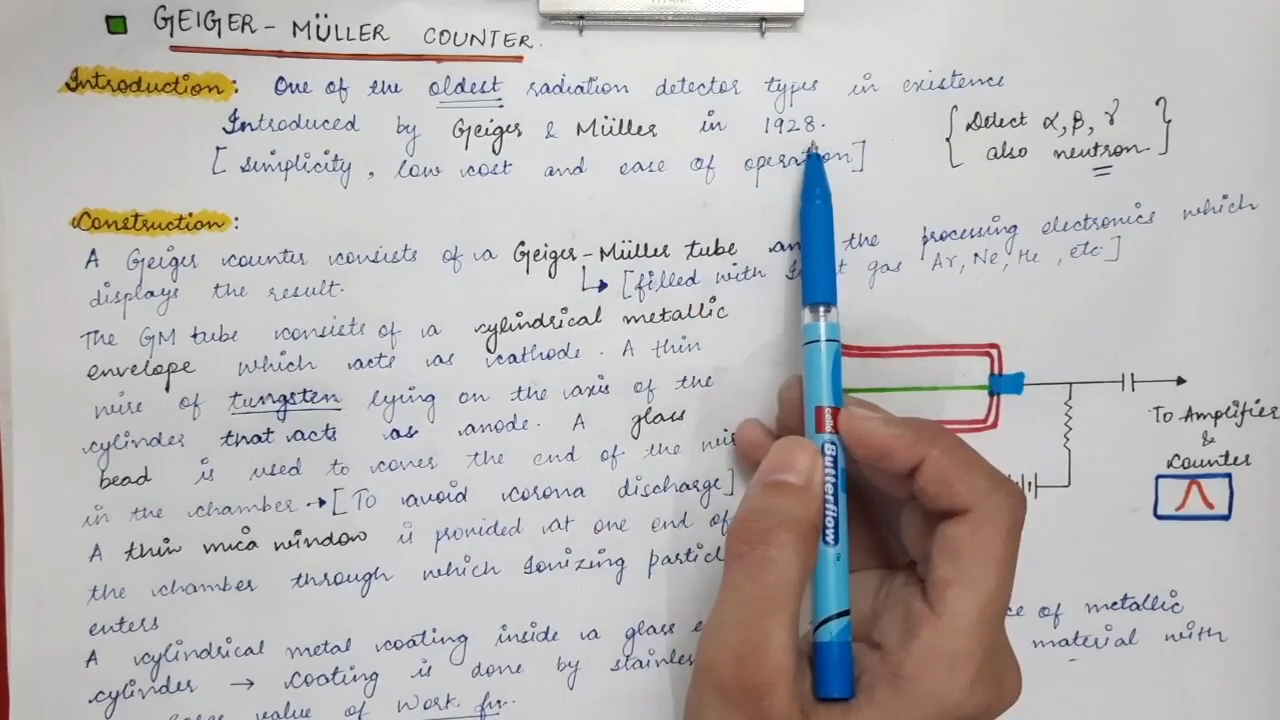 GEIGER - MÜLLER COUNTER.
Introduction: One of the oldest radiation detector types in existence
Introduced by Geiger & Müller in 1928.
[Simplicity, low cost and ease of operation]
{Detect α, β, γ
also neutron}
Construction:
A Geiger counter consists of a Geiger-Müller tube and the processing electronics which
displays the result.
[filled with gas Ar, Ne, He, etc]
The GM tube consists of a cylindrical metallic
envelope which acts as cathode. A thin
wire of tungsten lying on the axis of the
cylinder that acts as anode. A glass
bead is used to cover the end of the
in the chamber → [To avoid corona discharge]
A thin mica window is provided at one end of
the chamber through which Ionizing
enters
A cylindrical metal coating inside a glass
of metallic
cylinder → coating is done by
material with
value of Work fn.
To Amplifier
&
counter
cello Butterflow™